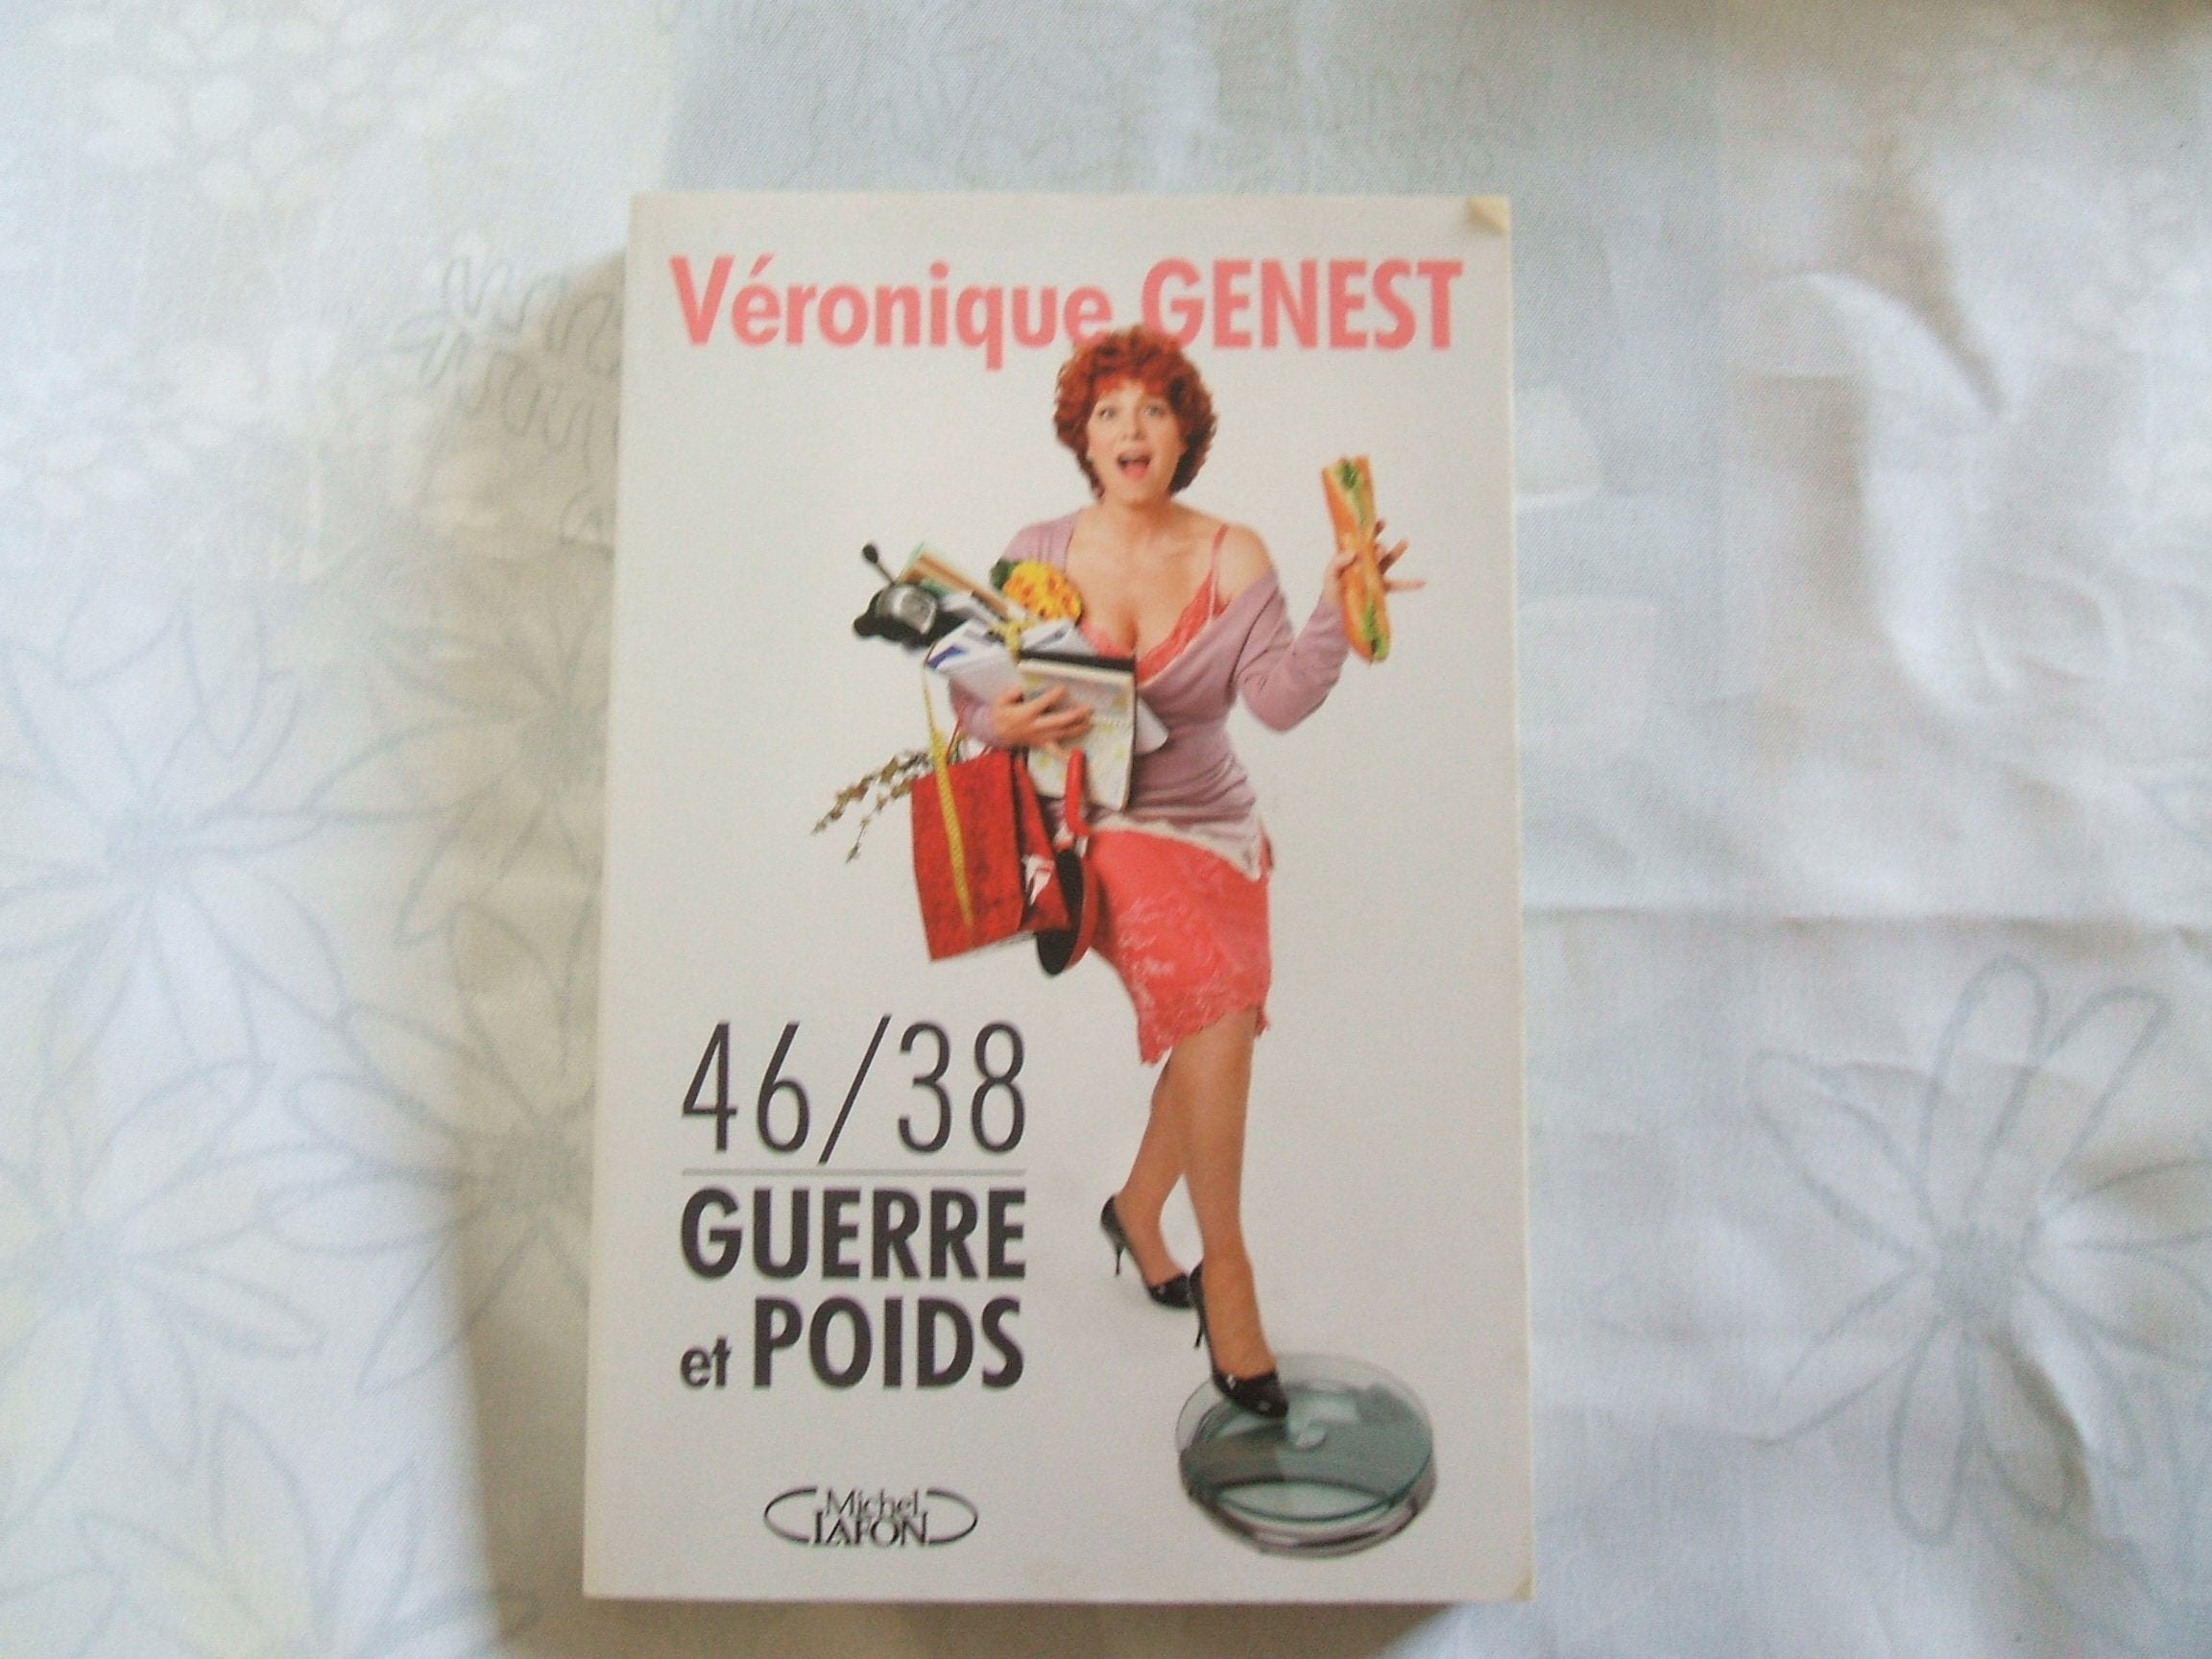 Véronique GENEST
46/38
GUERRE
et POIDS
Michel
LAFON